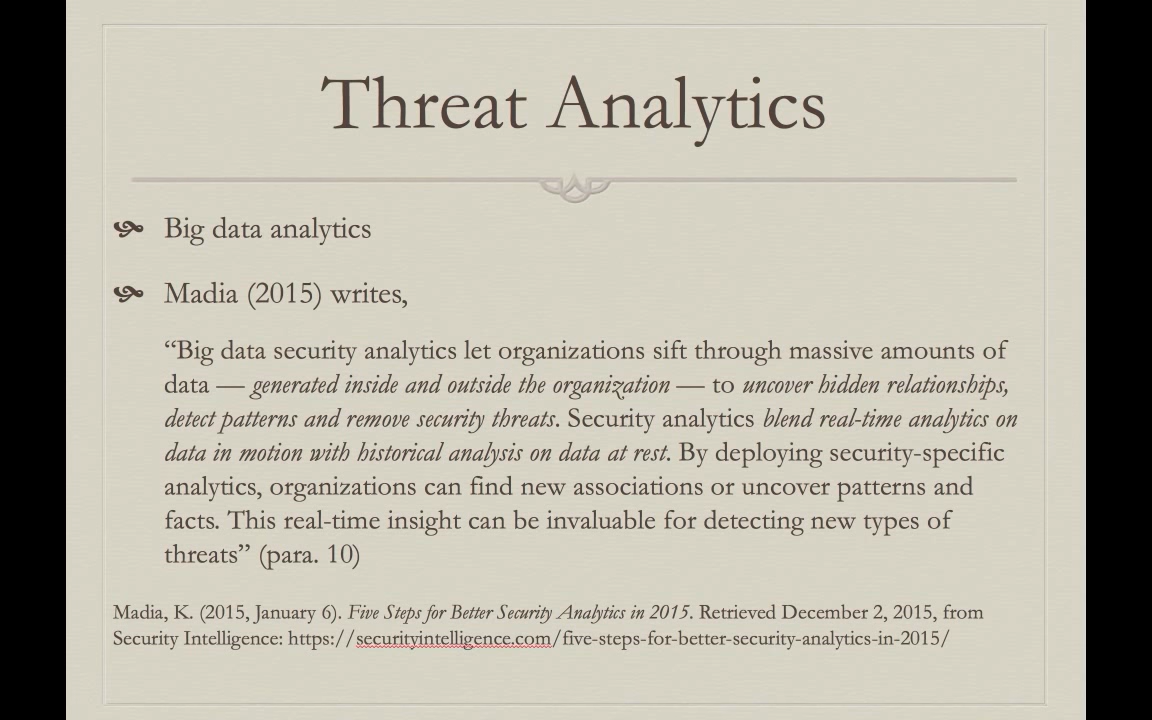 Threat Analytics
Big data analytics
Madia (2015) writes,
“Big data security analytics let organizations sift through massive amounts of
data — generated inside and outside the organization — to uncover hidden relationships,
detect patterns and remove security threats. Security analytics blend real-time analytics on
data in motion with historical analysis on data at rest. By deploying security-specific
analytics, organizations can find new associations or uncover patterns and
facts. This real-time insight can be invaluable for detecting new types of
threats” (para. 10)
Madia, K. (2015, January 6). Five Steps for Better Security Analytics in 2015. Retrieved December 2, 2015, from
Security Intelligence: https://securityintelligence.com/five-steps-for-better-security-analytics-in-2015/